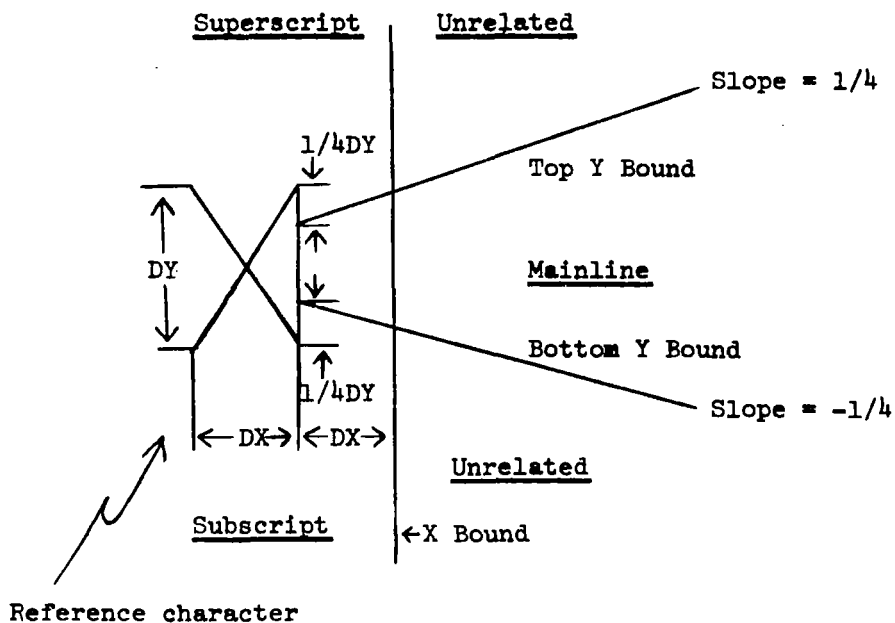 Superscript Unrelated
Slope = 1/4
1/4DY
Top Y Bound
DY
Mainline
Bottom Y Bound
1/4DY
Slope = -1/4
←DX→ ←DX→
Unrelated
Subscript
←X Bound
Reference character